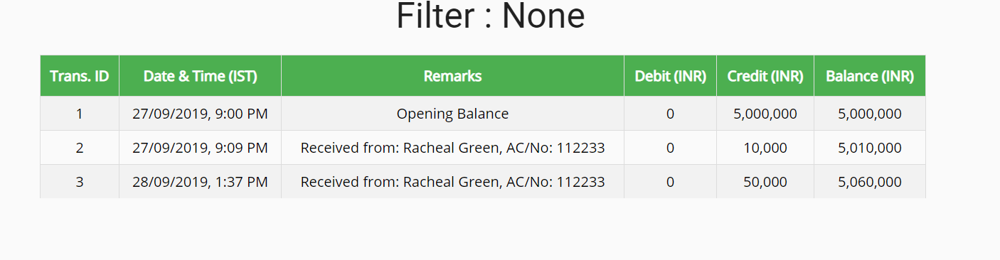 Filter : None
Trans. ID Date & Time (IST) Remarks Debit (INR) Credit (INR) Balance (INR)
1 27/09/2019, 9:00 PM Opening Balance 0 5,000,000 5,000,000
2 27/09/2019, 9:09 PM Received from: Racheal Green, AC/No: 112233 0 10,000 5,010,000
3 28/09/2019, 1:37 PM Received from: Racheal Green, AC/No: 112233 0 50,000 5,060,000